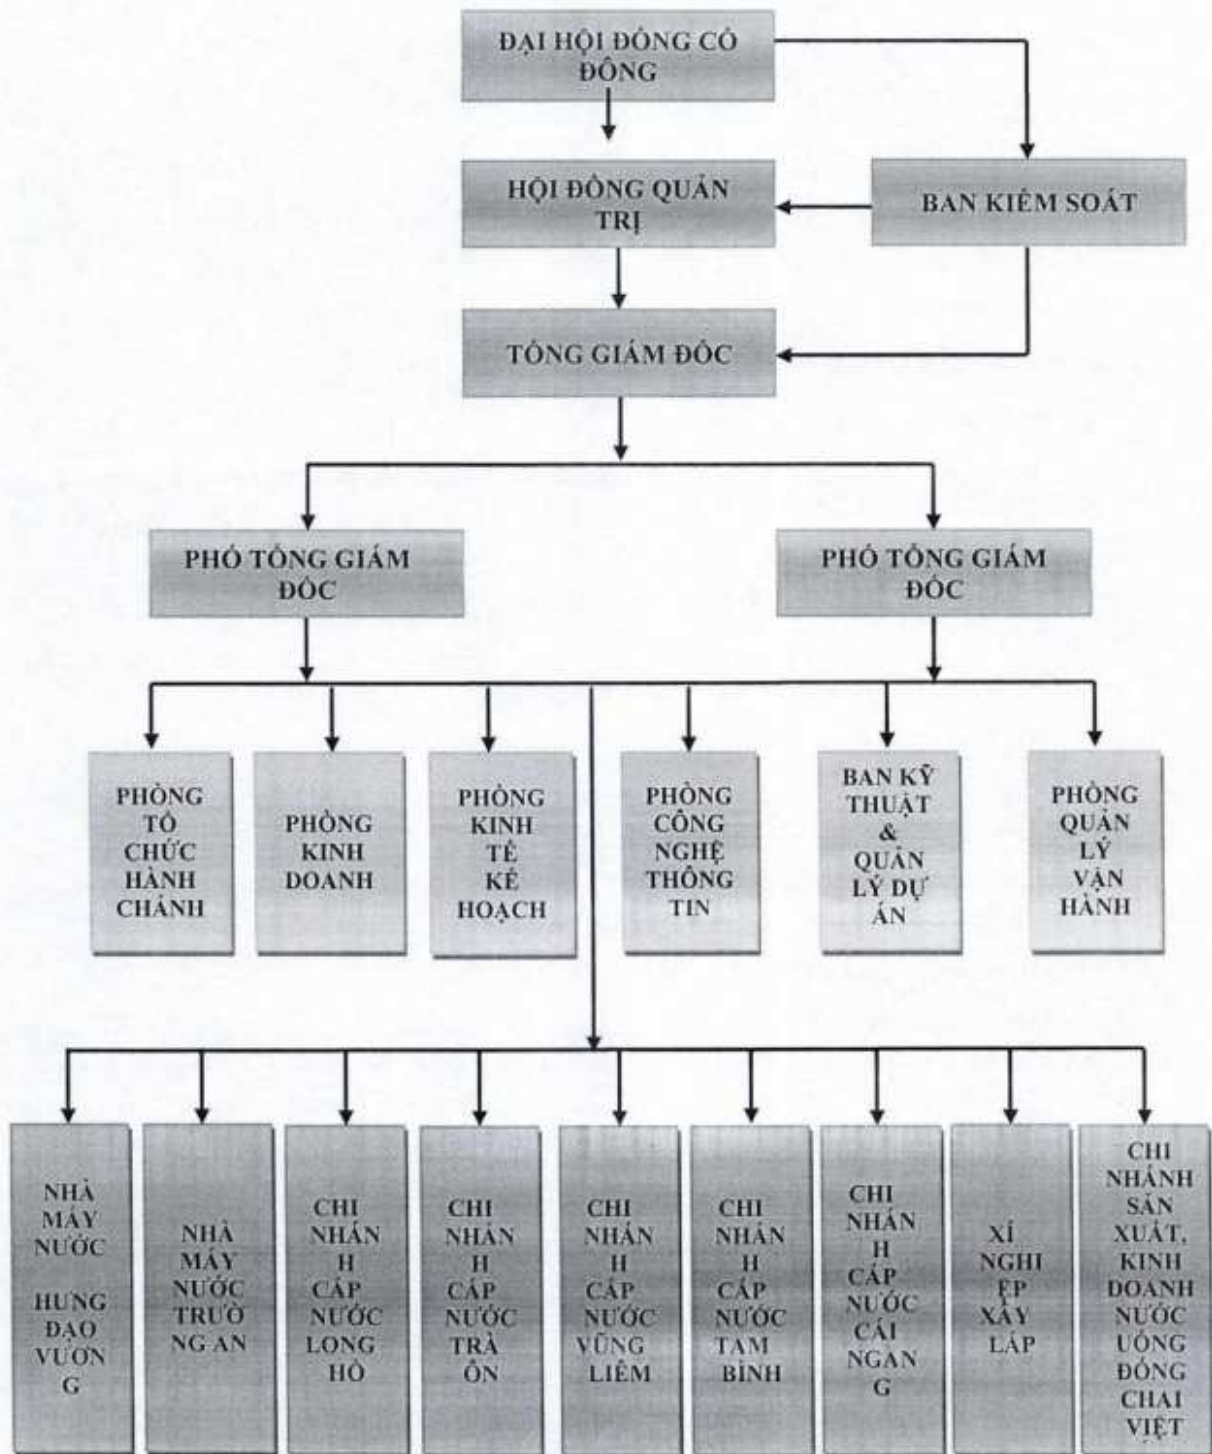 ĐẠI HỘI ĐỒNG CỔ
ĐÔNG
HỘI ĐỒNG QUẢN
TRỊ
BAN KIỂM SOÁT
TỔNG GIÁM ĐỐC
PHÓ TỔNG GIÁM
ĐỐC
PHÓ TỔNG GIÁM
ĐỐC
PHÒNG
TỔ
CHỨC
HÀNH
CHÁNH
PHÒNG
KINH
DOANH
PHÒNG
KINH
TẾ
KẾ
HOẠCH
PHÒNG
CÔNG
NGHỆ
THÔNG
TIN
BAN KỸ
THUẬT
&
QUẢN
LÝ DỰ
ÁN
PHÒNG
QUẢN
LÝ
VẬN
HÀNH
NHÀ
MÁY
NƯỚC
HƯNG
ĐẠO
VƯƠN
G
NHÀ
MÁY
NƯỚC
TRƯỜ
NG AN
CHI
NHÁN
H
CẤP
NƯỚC
LONG
HỒ
CHI
NHÁN
H
CẤP
NƯỚC
TRÀ
ÔN
CHI
NHÁN
H
CẤP
NƯỚC
VŨNG
LIÊM
CHI
NHÁN
H
CẤP
NƯỚC
TAM
BÌNH
CHI
NHÁN
H
CẤP
NƯỚC
CÁI
NGAN
G
XÍ
NGHI
ỆP
XÂY
LẮP
CHI
NHÁNH
SẢN
XUẤT,
KINH
DOANH
NƯỚC
UỐNG
ĐÓNG
CHAI
VIỆT